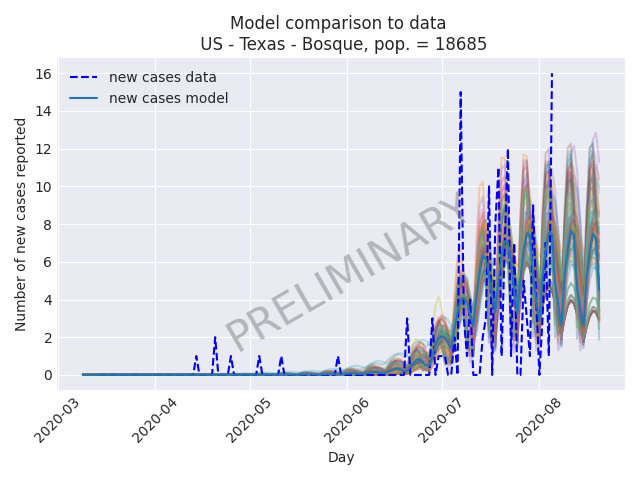 Model comparison to data
US - Texas - Bosque, pop. = 18685
new cases data
new cases model
PRELIMINARY
Number of new cases reported
16
14
12
10
8
6
4
2
0
2020-03
2020-04
2020-05
2020-06
2020-07
2020-08
Day